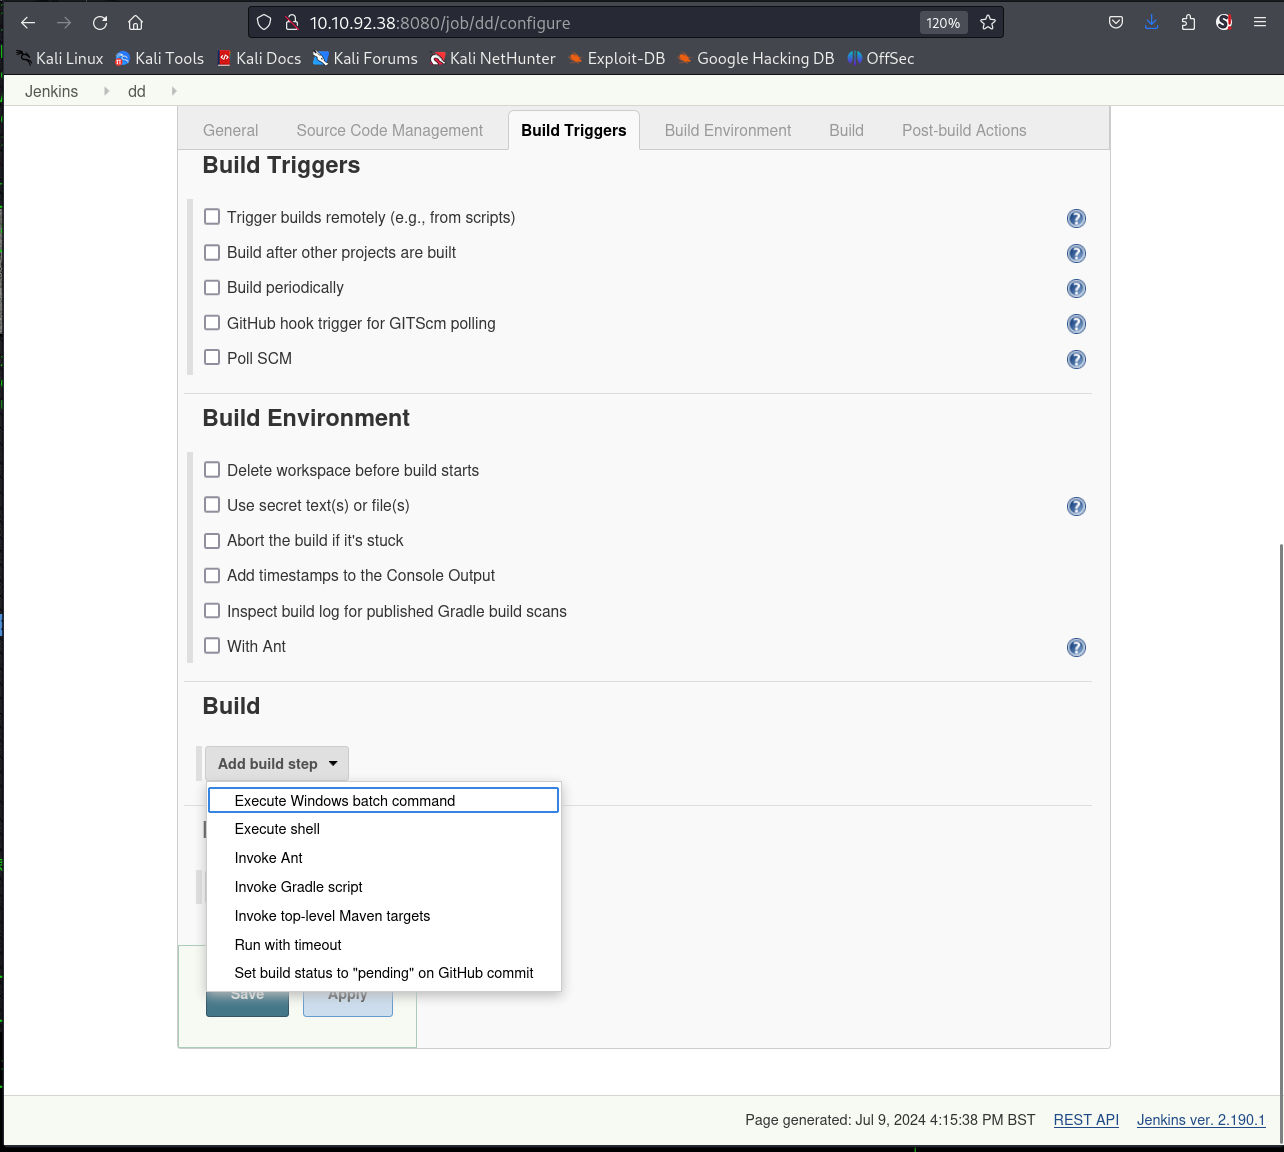 10.10.92.38:8080/job/dd/configure 120%
Kali Linux Kali Tools Kali Docs Kali Forums Kali NetHunter Exploit-DB Google Hacking DB OffSec
Jenkins dd
General Source Code Management Build Triggers Build Environment Build Post-build Actions
Build Triggers
Trigger builds remotely (e.g., from scripts)
Build after other projects are built
Build periodically
GitHub hook trigger for GITScm polling
Poll SCM
Build Environment
Delete workspace before build starts
Use secret text(s) or file(s)
Abort the build if it's stuck
Add timestamps to the Console Output
Inspect build log for published Gradle build scans
With Ant
Build
Add build step
Execute Windows batch command
Execute shell
Invoke Ant
Invoke Gradle script
Invoke top-level Maven targets
Run with timeout
Set build status to "pending" on GitHub commit
Save Apply
Page generated: Jul 9, 2024 4:15:38 PM BST REST API Jenkins ver. 2.190.1